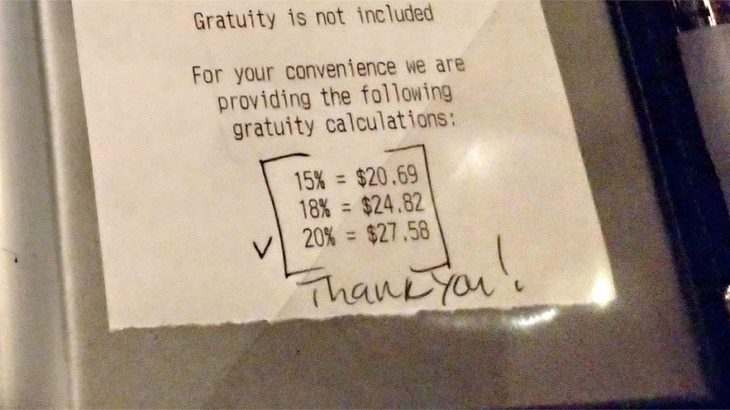 Gratuity is not included
For your convenience we are
providing the following
gratuity calculations:
15% = $20.69
18% = $24.82
20% = $27.58
Thank You!